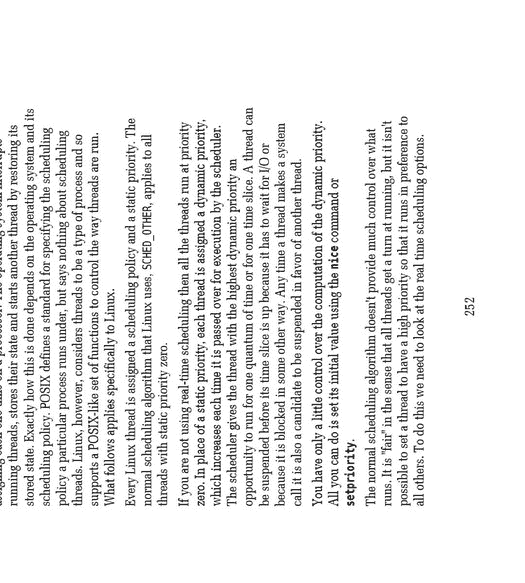 running threads, stores their state and starts another thread by restoring its
stored state. Exactly how this is done depends on the operating system and its
scheduling policy. POSIX defines a standard for specifying the scheduling
policy a particular process runs under, but says nothing about scheduling
threads. Linux, however, considers threads to be a type of process and so
supports a POSIX-like set of functions to control the way threads are run.
What follows applies specifically to Linux.
Every Linux thread is assigned a scheduling policy and a static priority. The
normal scheduling algorithm that Linux uses, SCHED_OTHER, applies to all
threads with static priority zero.
If you are not using real-time scheduling then all the threads run at priority
zero. In place of a static priority, each thread is assigned a dynamic priority,
which increases each time it is passed over for execution by the scheduler.
The scheduler gives the thread with the highest dynamic priority an
opportunity to run for one quantum of time or for one time slice. A thread can
be suspended before its time slice is up because it has to wait for I/O or
because it is blocked in some other way. Any time a thread makes a system
call it is also a candidate to be suspended in favor of another thread.
You have only a little control over the computation of the dynamic priority.
All you can do is set its initial value using the nice command or
setpriority.
The normal scheduling algorithm doesn't provide much control over what
runs. It is "fair" in the sense that all threads get a turn at running, but it isn't
possible to set a thread to have a high priority so that it runs in preference to
all others. To do this we need to look at the real time scheduling options.
252